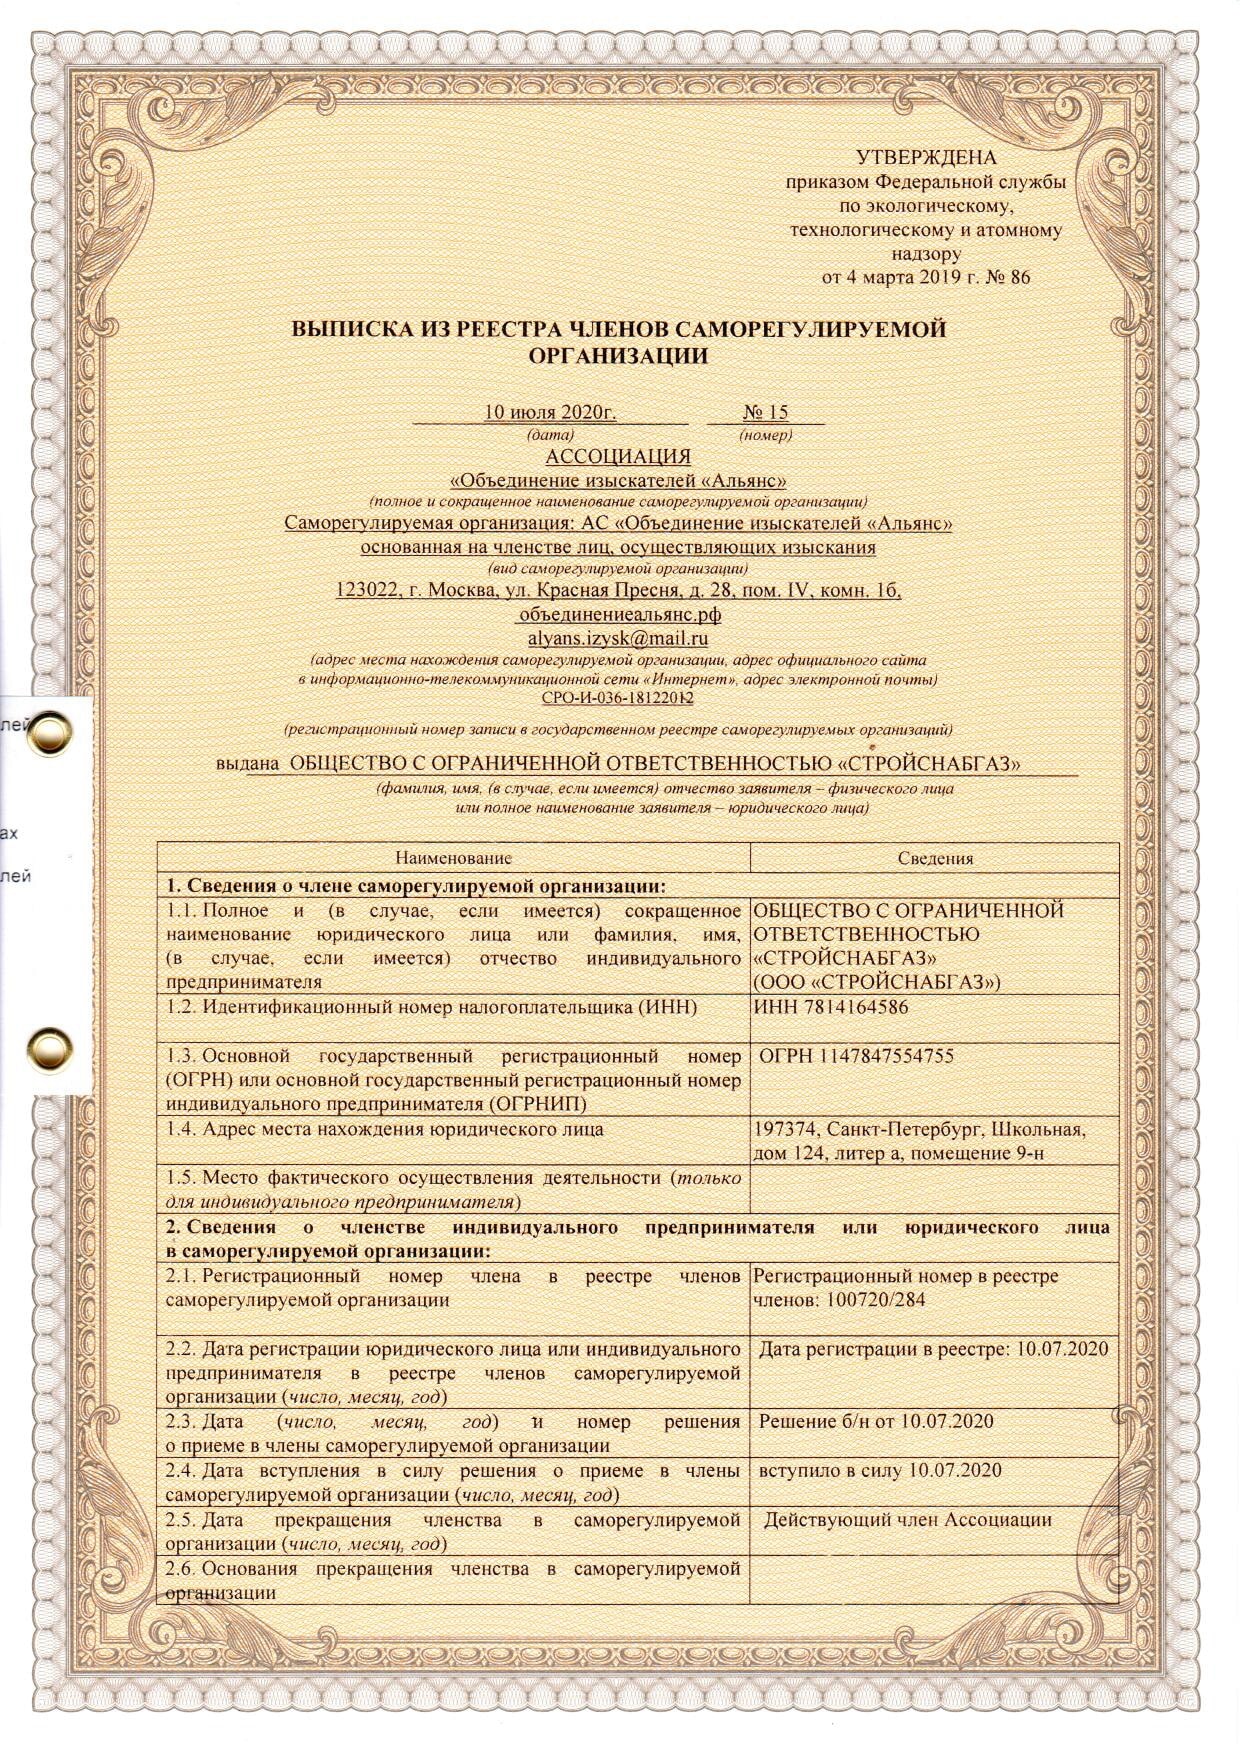 УТВЕРЖДЕНА
приказом Федеральной службы
по экологическому,
технологическому и атомному
надзору
от 4 марта 2019 г. № 86
ВЫПИСКА ИЗ РЕЕСТРА ЧЛЕНОВ САМОРЕГУЛИРУЕМОЙ
ОРГАНИЗАЦИИ
10 июля 2020г. № 15
(дата) (номер)
АССОЦИАЦИЯ
«Объединение изыскателей «Альянс»
(полное и сокращенное наименование саморегулируемой организации)
Саморегулируемая организация: АС «Объединение изыскателей «Альянс»
основанная на членстве лиц, осуществляющих изыскания
(вид саморегулируемой организации)
123022, г. Москва, ул. Красная Пресня, д. 28, пом. IV, комн. 1б,
объединениеальянс.рф
alyans.izysk@mail.ru
(адрес места нахождения саморегулируемой организации, адрес официального сайта
в информационно-телекоммуникационной сети «Интернет», адрес электронной почты)
СРО-И-036-18122012
(регистрационный номер записи в государственном реестре саморегулируемых организаций)
выдана ОБЩЕСТВО С ОГРАНИЧЕННОЙ ОТВЕТСТВЕННОСТЬЮ «СТРОЙСНАБГАЗ»
(фамилия, имя, (в случае, если имеется) отчество заявителя – физического лица
или полное наименование заявителя – юридического лица)
лей
ах
лей
Наименование Сведения
1. Сведения о члене саморегулируемой организации:
1.1. Полное и (в случае, если имеется) сокращенное ОБЩЕСТВО С ОГРАНИЧЕННОЙ
наименование юридического лица или фамилия, имя, ОТВЕТСТВЕННОСТЬЮ
(в случае, если имеется) отчество индивидуального «СТРОЙСНАБГАЗ»
предпринимателя (ООО «СТРОЙСНАБГАЗ»)
1.2. Идентификационный номер налогоплательщика (ИНН) ИНН 7814164586
1.3. Основной государственный регистрационный номер ОГРН 1147847554755
(ОГРН) или основной государственный регистрационный номер
индивидуального предпринимателя (ОГРНИП)
1.4. Адрес места нахождения юридического лица 197374, Санкт-Петербург, Школьная,
дом 124, литер а, помещение 9-н
1.5. Место фактического осуществления деятельности (только
для индивидуального предпринимателя)
2. Сведения о членстве индивидуального предпринимателя или юридического лица
в саморегулируемой организации:
2.1. Регистрационный номер члена в реестре членов Регистрационный номер в реестре
саморегулируемой организации членов: 100720/284
2.2. Дата регистрации юридического лица или индивидуального Дата регистрации в реестре: 10.07.2020
предпринимателя в реестре членов саморегулируемой
организации (число, месяц, год)
2.3. Дата (число, месяц, год) и номер решения Решение б/н от 10.07.2020
о приеме в члены саморегулируемой организации
2.4. Дата вступления в силу решения о приеме в члены вступило в силу 10.07.2020
саморегулируемой организации (число, месяц, год)
2.5. Дата прекращения членства в саморегулируемой Действующий член Ассоциации
организации (число, месяц, год)
2.6. Основания прекращения членства в саморегулируемой
организации